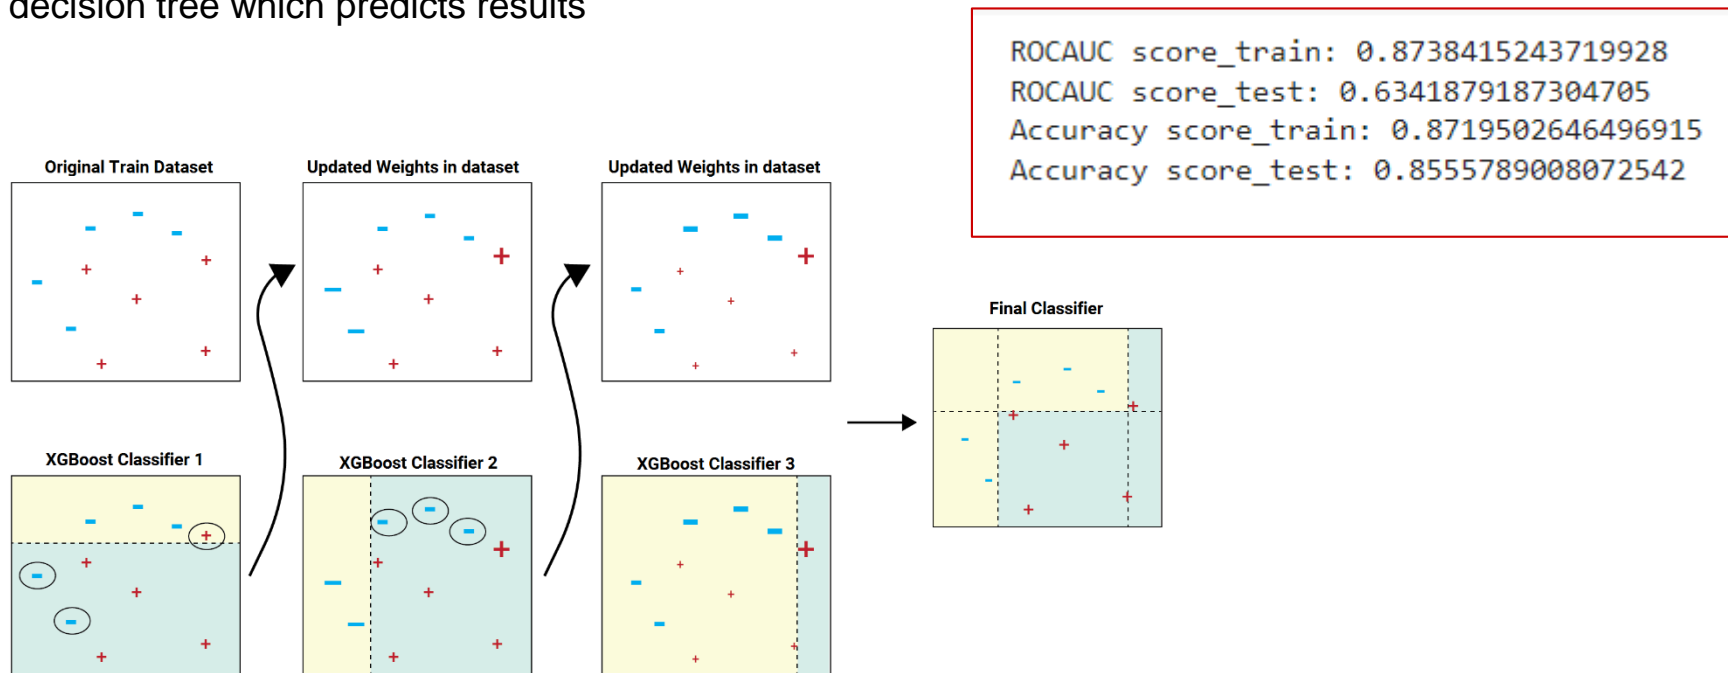 decision tree which predicts results
ROCAUC score_train: 0.8738415243719928
ROCAUC score_test: 0.6341879187304705
Accuracy score_train: 0.8719502646496915
Accuracy score_test: 0.8555789008072542
Original Train Dataset
Updated Weights in dataset
Updated Weights in dataset
Final Classifier
XGBoost Classifier 1
XGBoost Classifier 2
XGBoost Classifier 3